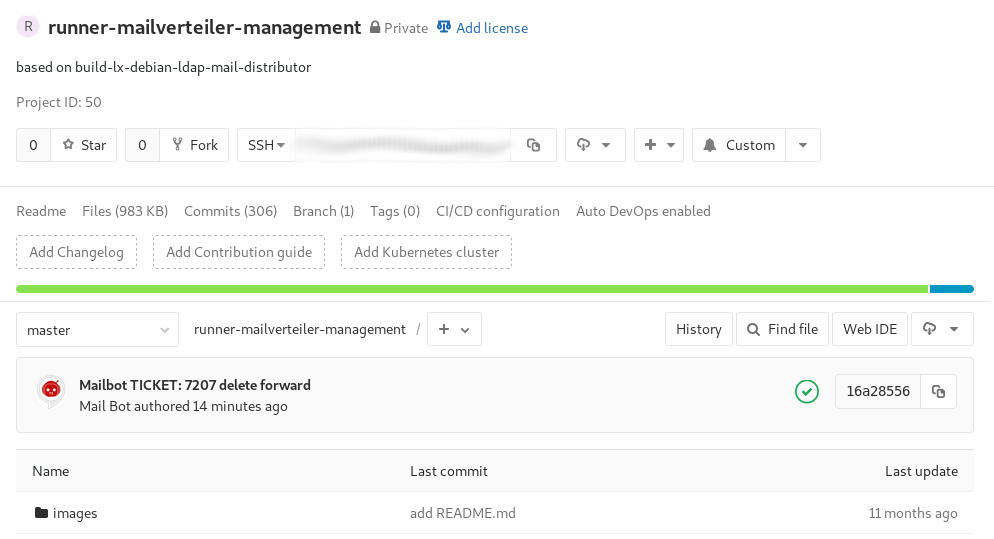 R runner-mailverteiler-management Private Add license
based on build-lx-debian-ldap-mail-distributor
Project ID: 50
0 Star 0 Fork SSH Custom
Readme Files (983 KB) Commits (306) Branch (1) Tags (0) CI/CD configuration Auto DevOps enabled
Add Changelog Add Contribution guide Add Kubernetes cluster
master runner-mailverteiler-management / + History Find file Web IDE
Mailbot TICKET: 7207 delete forward
Mail Bot authored 14 minutes ago
16a28556
Name Last commit Last update
images add README.md 11 months ago